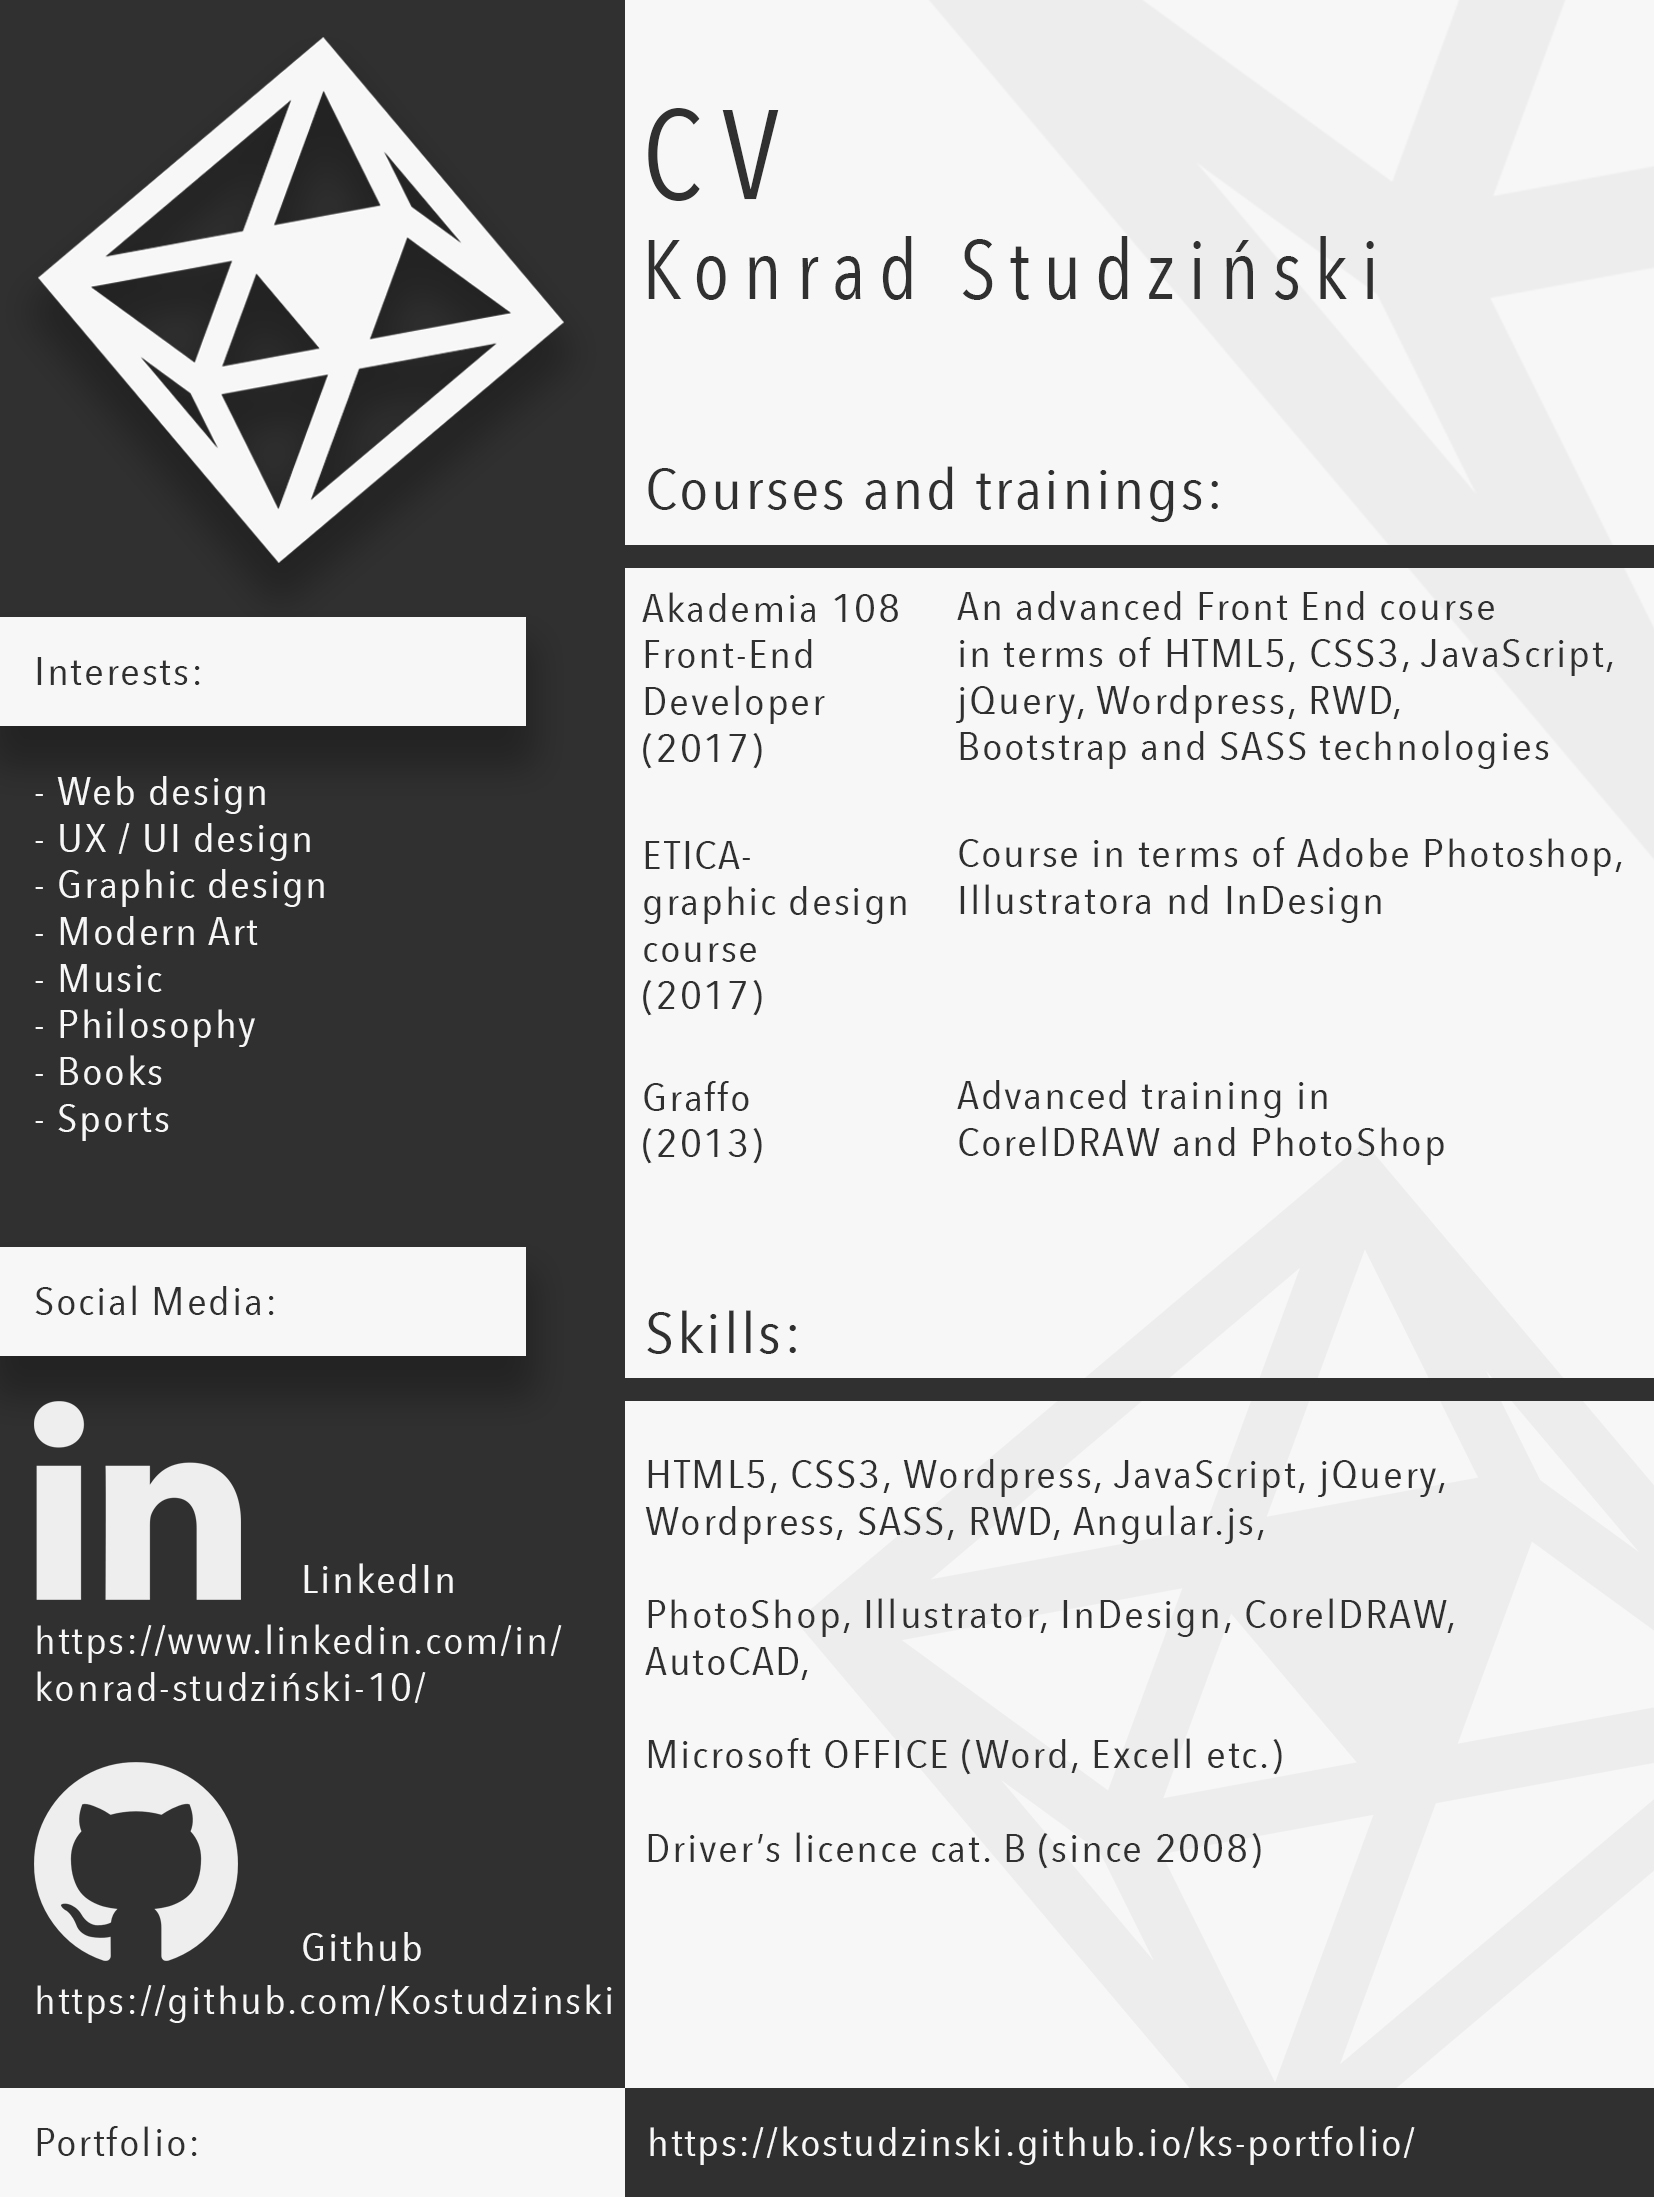 CV
Konrad Studziński
Courses and trainings:
Akademia 108
Front-End
Developer
(2017)
An advanced Front End course
in terms of HTML5, CSS3, JavaScript,
jQuery, Wordpress, RWD,
Bootstrap and SASS technologies
ETICA-
graphic design
course
(2017)
Course in terms of Adobe Photoshop,
Illustratora nd InDesign
Graffo
(2013)
Advanced training in
CorelDRAW and PhotoShop
Skills:
HTML5, CSS3, Wordpress, JavaScript, jQuery,
Wordpress, SASS, RWD, Angular.js,
PhotoShop, Illustrator, InDesign, CorelDRAW,
AutoCAD,
Microsoft OFFICE (Word, Excell etc.)
Driver’s licence cat. B (since 2008)
Interests:
- Web design
- UX / UI design
- Graphic design
- Modern Art
- Music
- Philosophy
- Books
- Sports
Social Media:
in
LinkedIn
https://www.linkedin.com/in/
konrad-studziński-10/
Github
https://github.com/Kostudzinski
Portfolio:
https://kostudzinski.github.io/ks-portfolio/